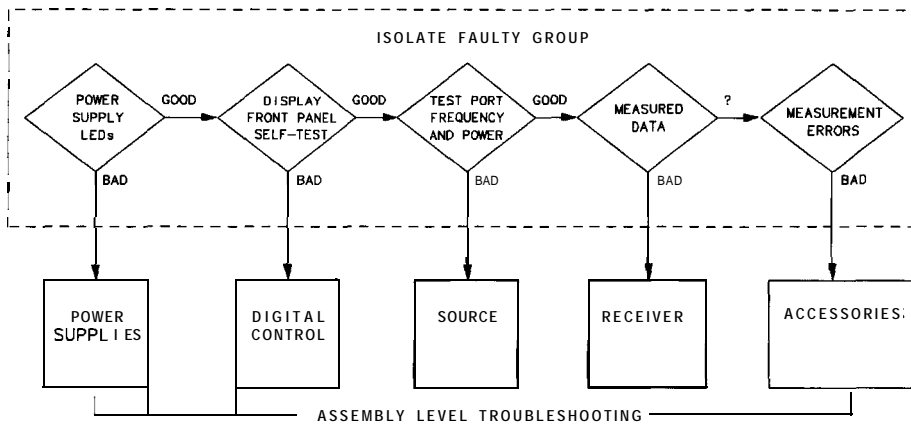 ISOLATE FAULTY GROUP
POWER
SUPPLY
LEDs
GOOD
DISPLAY
FRONT PANEL
SELF-TEST
GOOD
TEST PORT
FREQUENCY
AND POWER
GOOD
MEASURED
DATA
?
MEASUREMENT
ERRORS
BAD
BAD
BAD
BAD
BAD
POWER
SUPPLIES
DIGITAL
CONTROL
SOURCE
RECEIVER
ACCESSORIES
ASSEMBLY LEVEL TROUBLESHOOTING